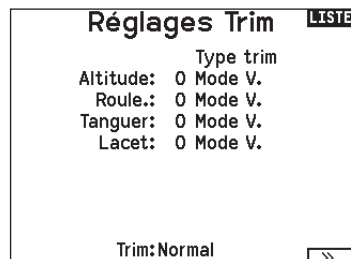 Réglages Trim
LISTE
Type trim
Altitude: 0 Mode V.
Roule.: 0 Mode V.
Tanguer: 0 Mode V.
Lacet: 0 Mode V.
Trim:Normal
>>